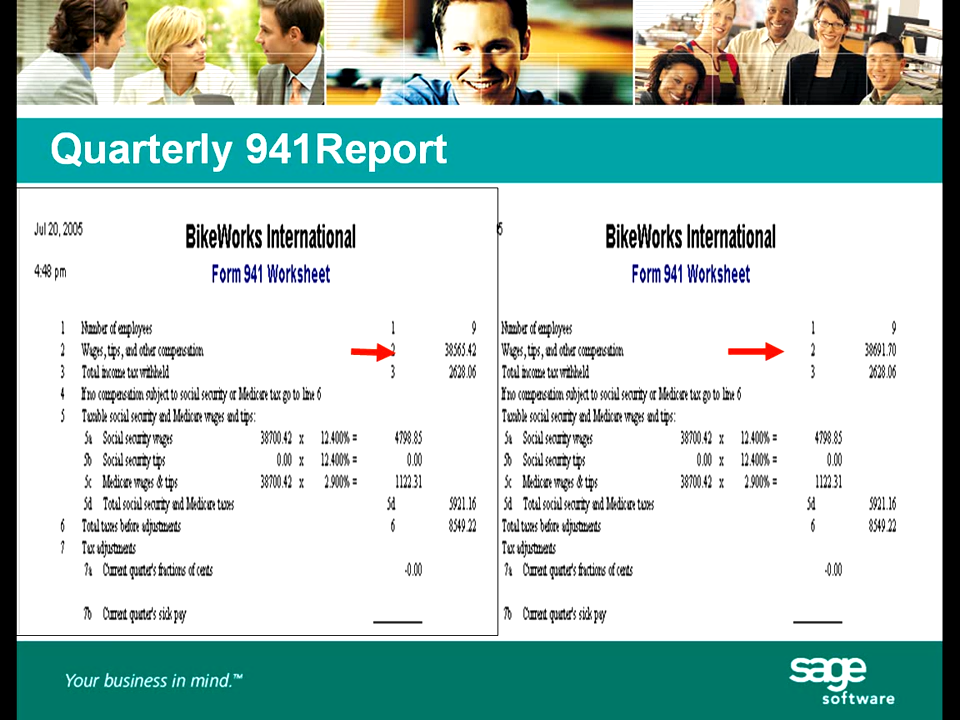 Quarterly 941Report
Jul 20, 2005
BikeWorks International
4:48 pm
Form 941 Worksheet
1 Number of employees 1 9
2 Wages, tips, and other compensation 2 38565.42
3 Total income tax withheld 3 2628.06
4 If no compensation subject to social security or Medicare tax go to line 6
5 Taxable social security and Medicare wages and tips:
5a Social security wages 38700.42 x 12.400% = 4798.85
5b Social security tips 0.00 x 12.400% = 0.00
5c Medicare wages & tips 38700.42 x 2.900% = 1122.31
5d Total social security and Medicare taxes 5d 5921.16
6 Total taxes before adjustments 6 8549.22
7 Tax adjustments
7a Current quarter's fractions of cents -0.00
7b Current quarter's sick pay
5
BikeWorks International
Form 941 Worksheet
Number of employees 1 9
Wages, tips, and other compensation 2 38691.70
Total income tax withheld 3 2628.06
If no compensation subject to social security or Medicare tax go to line 6
Taxable social security and Medicare wages and tips:
5a Social security wages 38700.42 x 12.400% = 4798.85
5b Social security tips 0.00 x 12.400% = 0.00
5c Medicare wages & tips 38700.42 x 2.900% = 1122.31
5d Total social security and Medicare taxes 5d 5921.16
Total taxes before adjustments 6 8549.22
Tax adjustments
7a Current quarter's fractions of cents -0.00
7b Current quarter's sick pay
Your business in mind.™
sage
software